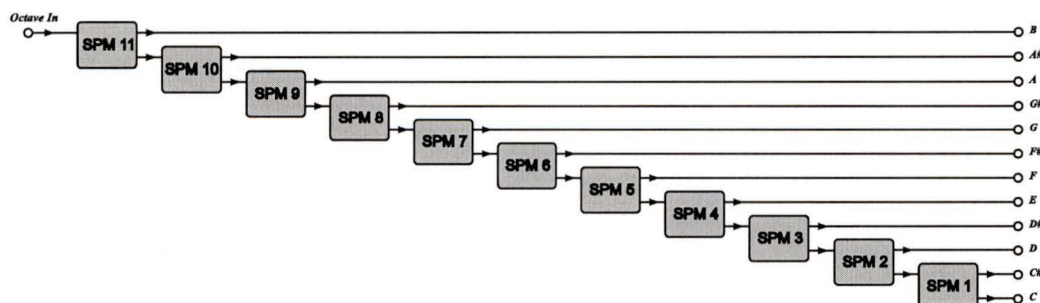 Octave In
SPM 11
B
SPM 10
A#
SPM 9
A
SPM 8
G#
SPM 7
G
SPM 6
F#
SPM 5
F
SPM 4
E
SPM 3
D#
SPM 2
D
SPM 1
C#
C